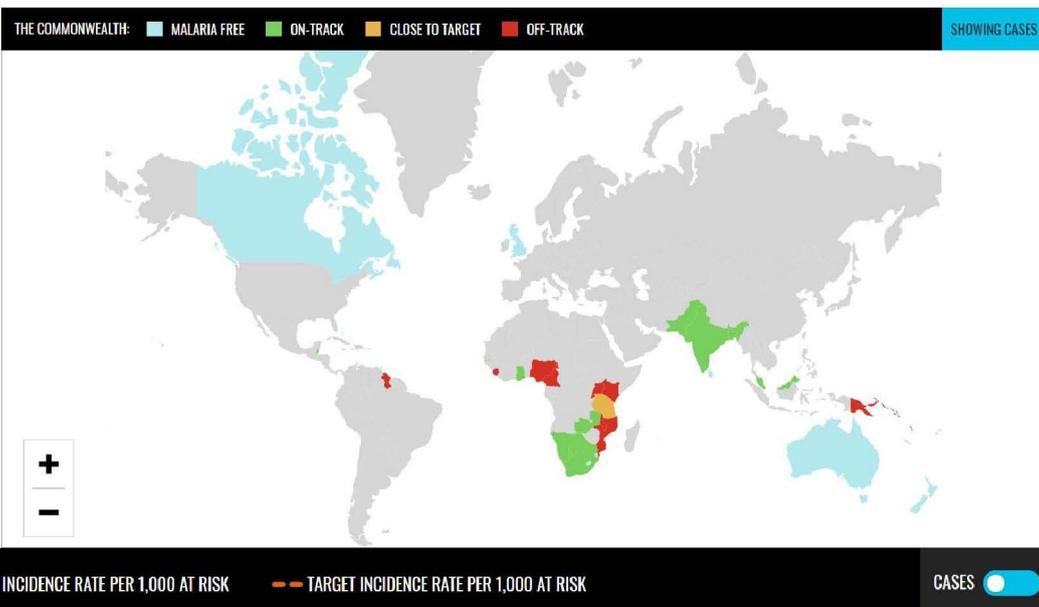 THE COMMONWEALTH: MALARIA FREE ON-TRACK CLOSE TO TARGET OFF-TRACK SHOWING CASES
+
−
INCIDENCE RATE PER 1,000 AT RISK TARGET INCIDENCE RATE PER 1,000 AT RISK CASES